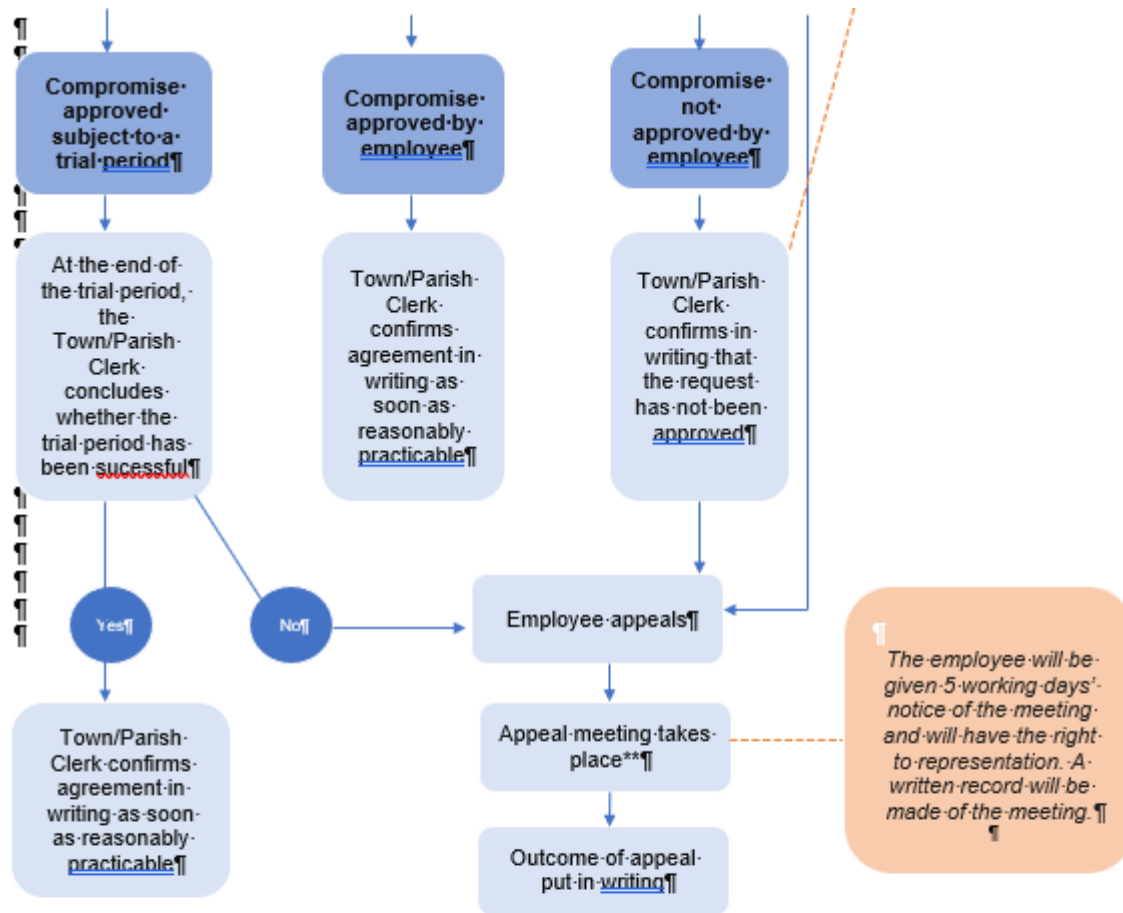 Compromise
approved
subject to a
trial period¶
Compromise
approved by
employee¶
Compromise
not
approved by
employee¶
At the end of
the trial period,
the
Town/Parish
Clerk
concludes
whether the
trial period has
been sucessful¶
Town/Parish
Clerk
confirms
agreement in
writing as
soon as
reasonably
practicable¶
Town/Parish
Clerk
confirms in
writing that
the request
has not been
approved¶
Yes¶
No¶
Employee appeals¶
Town/Parish
Clerk confirms
agreement in
writing as soon
as reasonably
practicable¶
Appeal meeting takes
place**¶
Outcome of appeal
put in writing¶
¶
The employee will be
given 5 working days’
notice of the meeting
and will have the right
to representation. A
written record will be
made of the meeting.¶
¶